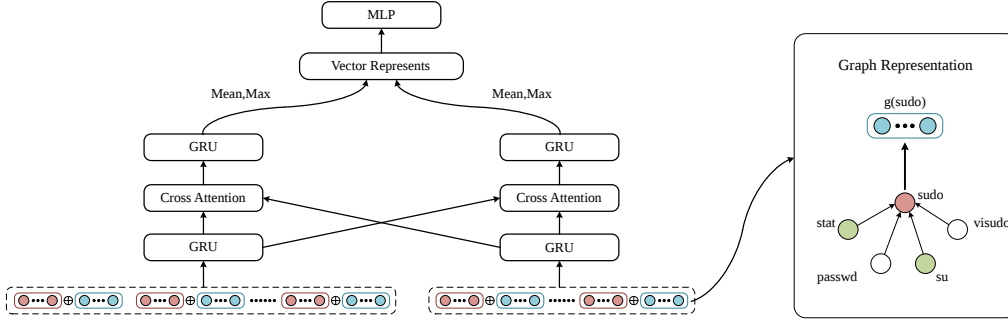 MLP
Vector Represents
Mean,Max
Mean,Max
GRU
GRU
Cross Attention
Cross Attention
GRU
GRU
Graph Representation
g(sudo)
sudo
stat
visudo
passwd
su